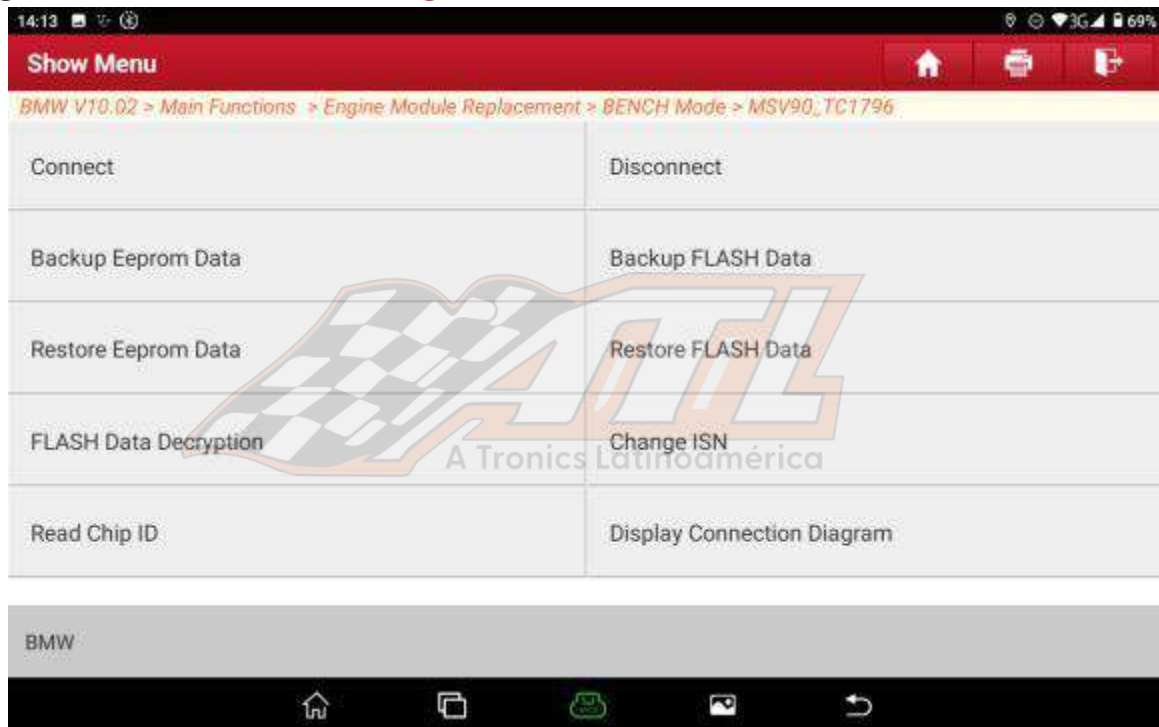 14:13
3G 69%
Show Menu
BMW V10.02 > Main Functions > Engine Module Replacement > BENCH Mode > MSV90_TC1796
Connect Disconnect
Backup Eeprom Data Backup FLASH Data
Restore Eeprom Data Restore FLASH Data
ATL
FLASH Data Decryption Change ISN
A Tronics Latinoamérica
Read Chip ID Display Connection Diagram
BMW